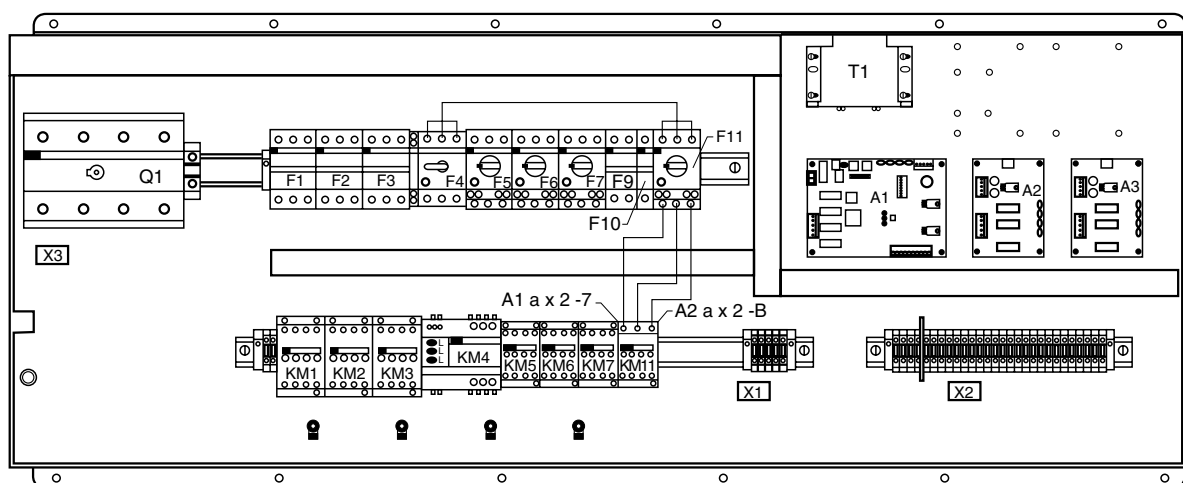 T1
Q1
F1
F2
F3
F4
F5
F6
F7
F9
F11
F10
A1
A2
A3
X3
A1 a x 2 -7
A2 a x 2 -B
KM1
KM2
KM3
L
L
L
KM4
KM5
KM6
KM7
KM11
X1
X2